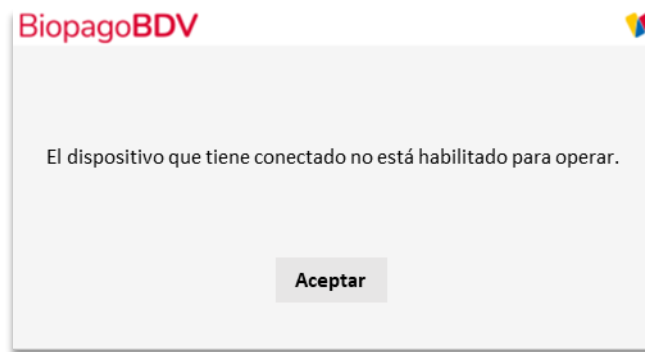 BiopagoBDV
El dispositivo que tiene conectado no está habilitado para operar.
Aceptar